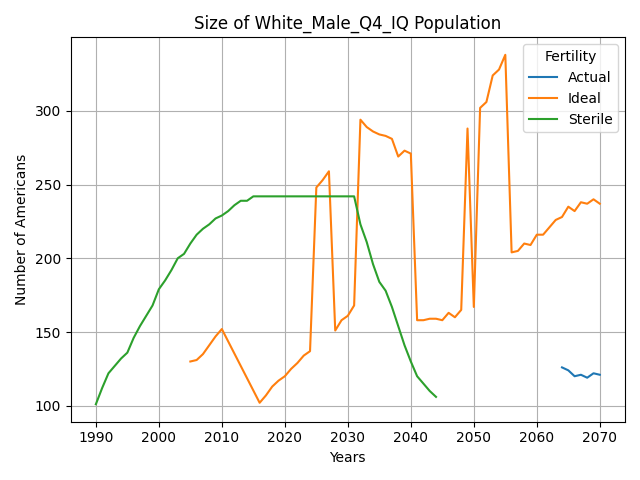 Size of White_Male_Q4_IQ Population
Number of Americans
300
250
200
150
100
Fertility
Actual
Ideal
Sterile
1990 2000 2010 2020 2030 2040 2050 2060 2070
Years